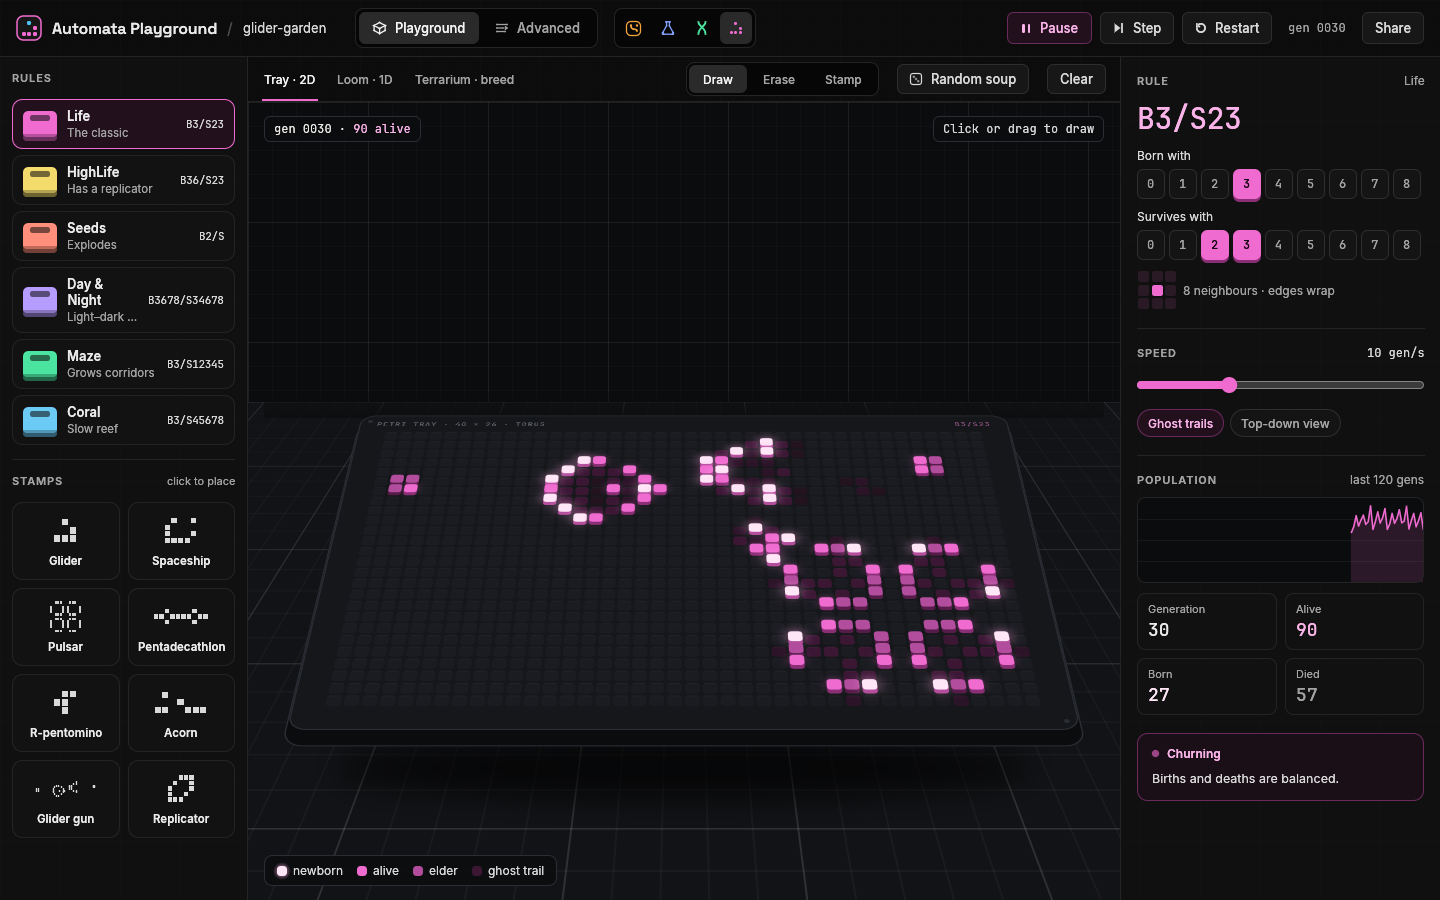 Automata Playground / glider-garden
Playground
Advanced
Pause
Step
Restart
gen 0030
Share
RULES
Life
The classic
B3/S23
HighLife
Has a replicator
B36/S23
Seeds
Explodes
B2/S
Day & Night
Light–dark ...
B3678/S34678
Maze
Grows corridors
B3/S12345
Coral
Slow reef
B3/S45678
STAMPS
click to place
Glider
Spaceship
Pulsar
Pentadecathlon
R-pentomino
Acorn
Glider gun
Replicator
Tray · 2D
Loom · 1D
Terrarium · breed
Draw
Erase
Stamp
Random soup
Clear
gen 0030 · 90 alive
Click or drag to draw
PETRI TRAY · 40 × 26 · TORUS
B3/S23
newborn
alive
elder
ghost trail
RULE
Life
B3/S23
Born with
0 1 2 3 4 5 6 7 8
Survives with
0 1 2 3 4 5 6 7 8
8 neighbours · edges wrap
SPEED
10 gen/s
Ghost trails
Top-down view
POPULATION
last 120 gens
Generation
30
Alive
90
Born
27
Died
57
Churning
Births and deaths are balanced.